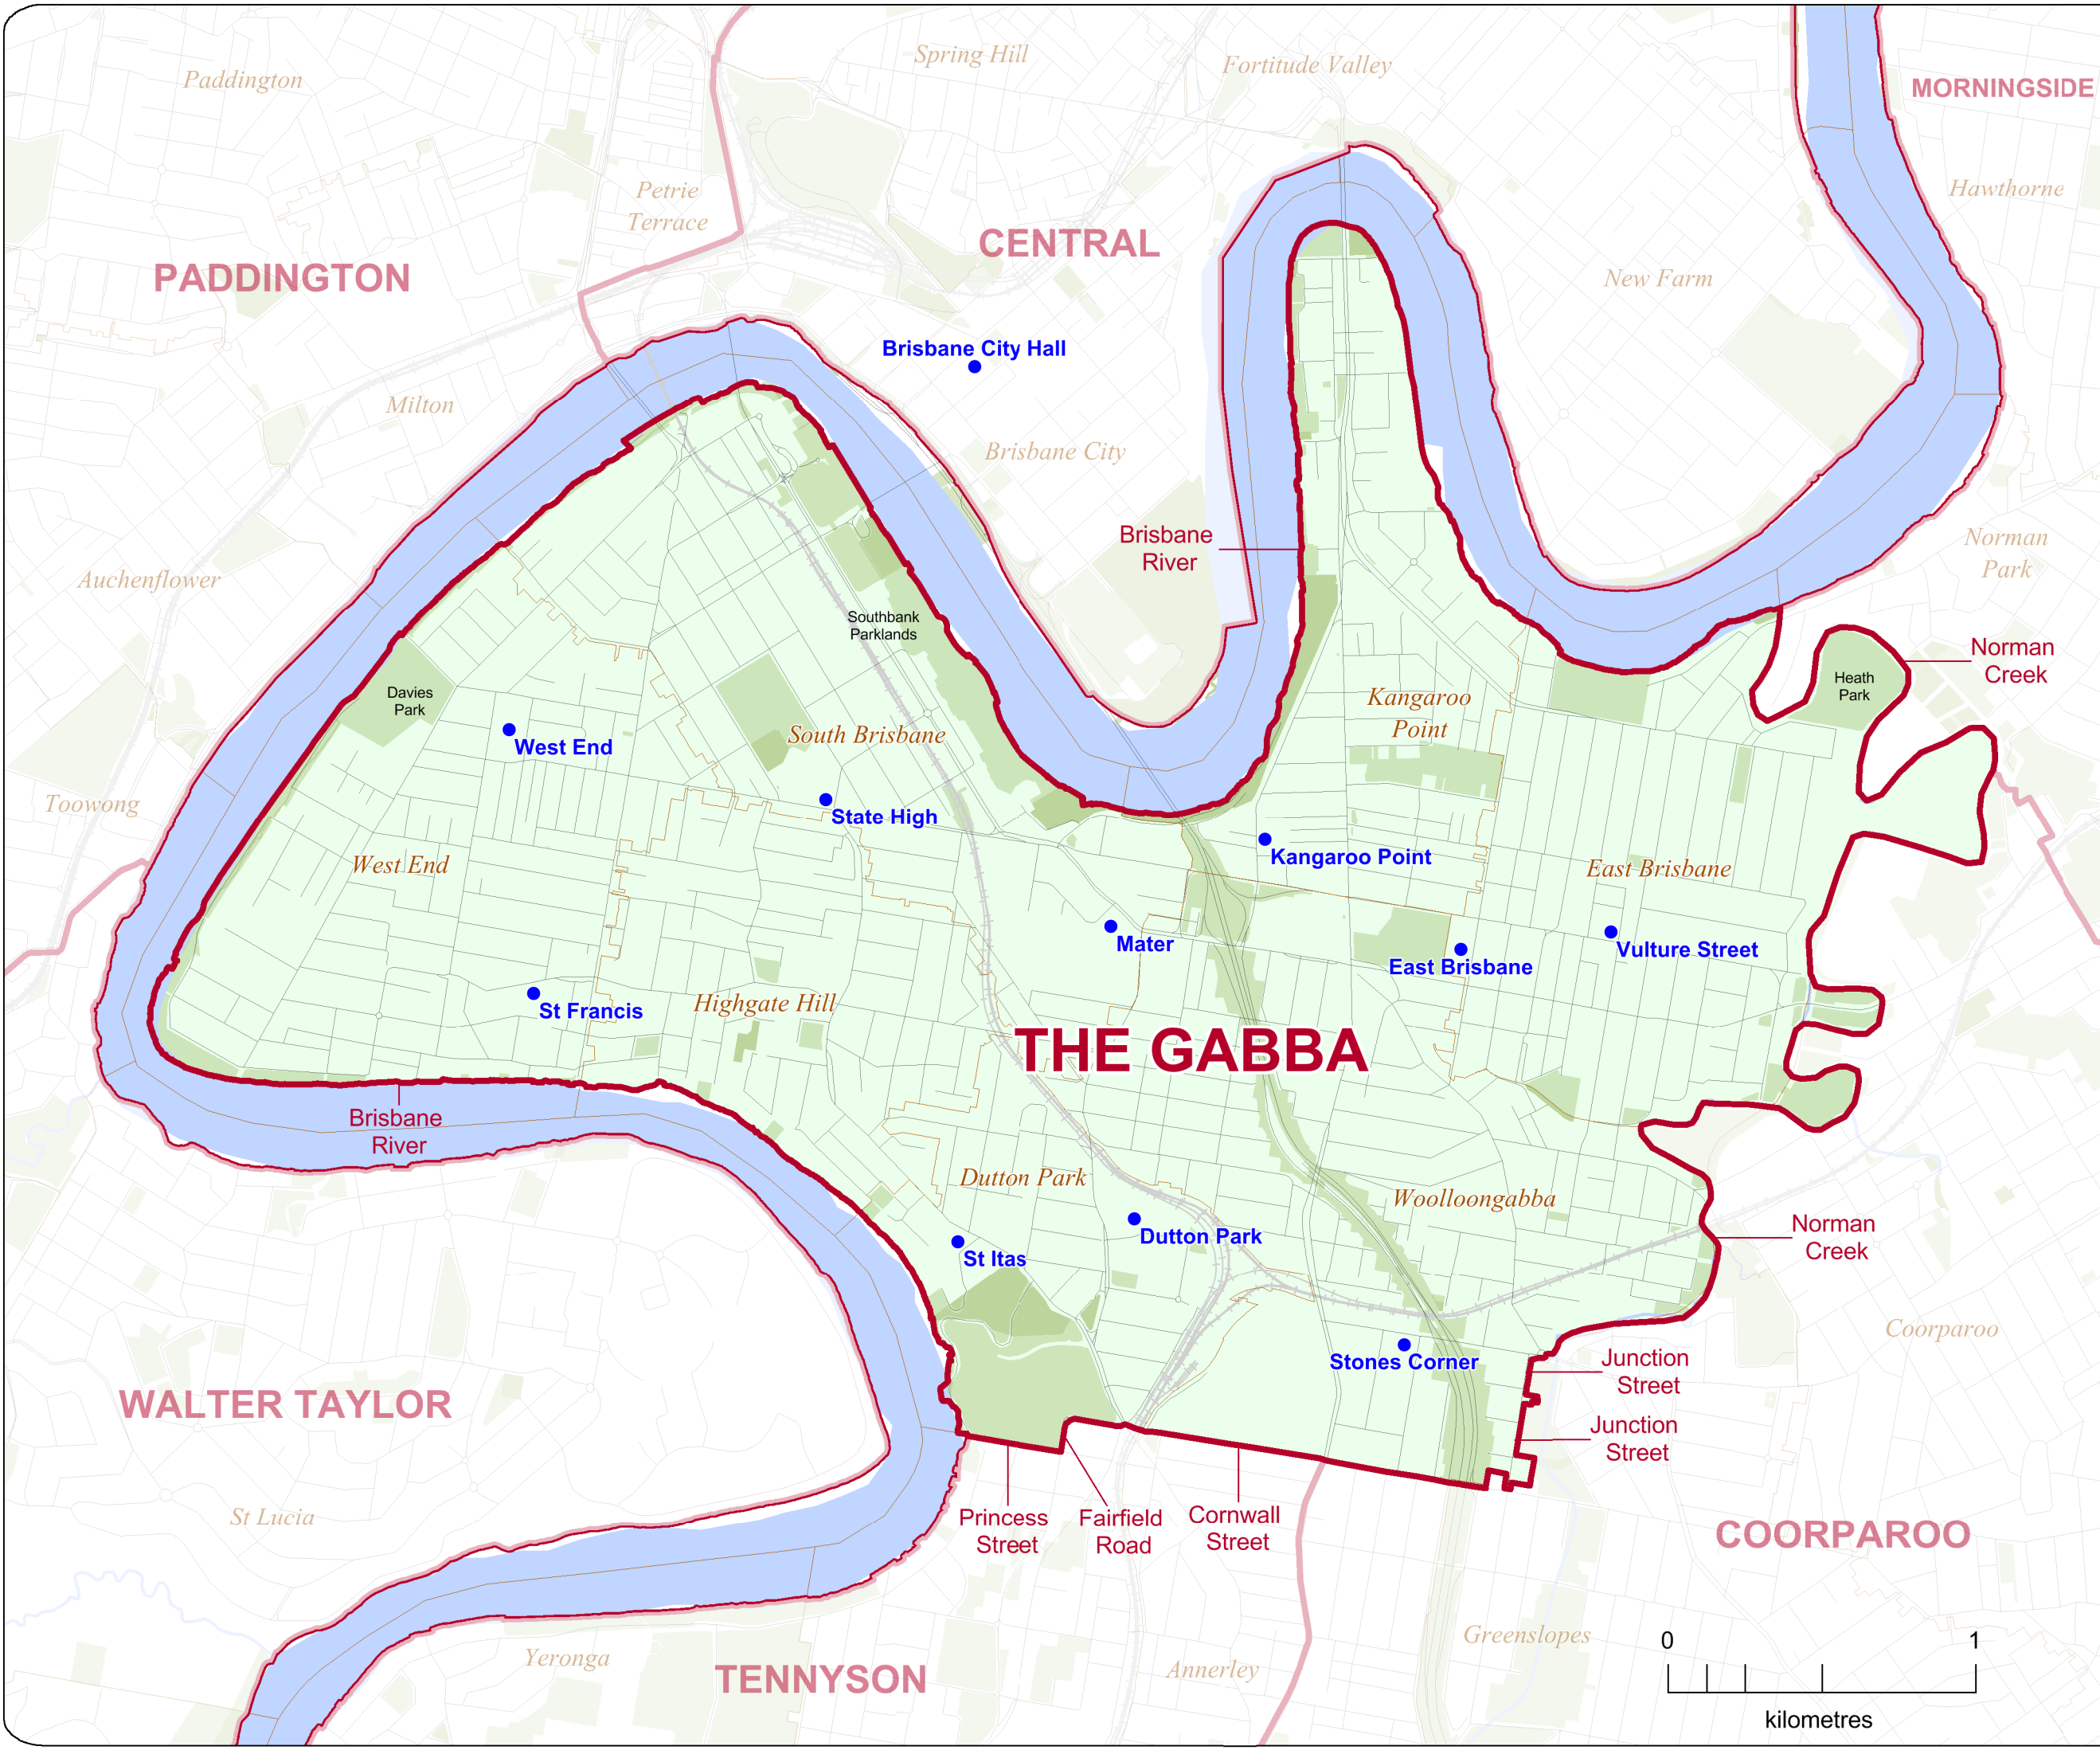 Paddington
Spring Hill
Fortitude Valley
MORNINGSIDE
Petrie
Terrace
Hawthorne
CENTRAL
PADDINGTON
New Farm
Brisbane City Hall
Milton
Brisbane City
Brisbane
River
Norman
Park
Auchenflower
Southbank
Parklands
Norman
Creek
Heath
Park
Davies
Park
Kangaroo
Point
South Brisbane
West End
Toowong
State High
Kangaroo Point
West End
East Brisbane
Mater
Vulture Street
East Brisbane
St Francis
Highgate Hill
THE GABBA
Brisbane
River
Dutton Park
Woolloongabba
Norman
Creek
Dutton Park
St Itas
Coorparoo
Stones Corner
Junction
Street
WALTER TAYLOR
Junction
Street
St Lucia
Princess
Street
Fairfield
Road
Cornwall
Street
COORPAROO
Greenslopes
0 1
Yeronga
TENNYSON
Annerley
kilometres